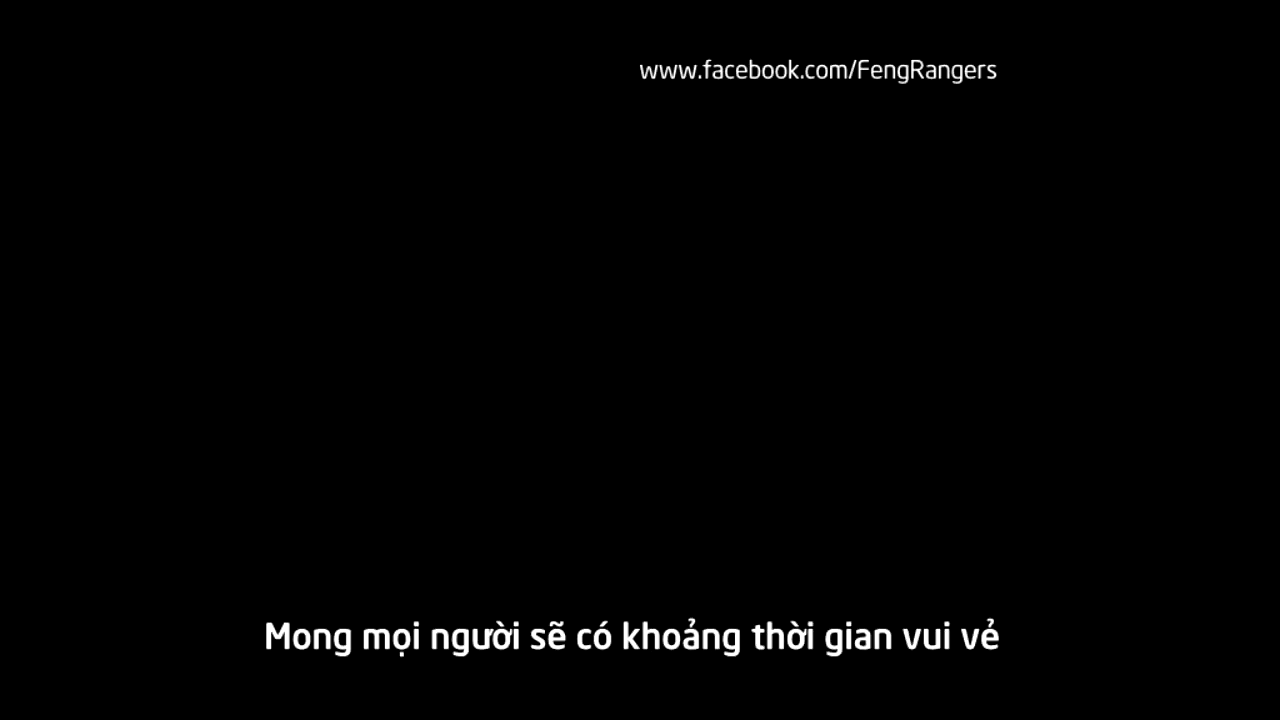 www.facebook.com/FengRangers
Mong mọi người sẽ có khoảng thời gian vui vẻ